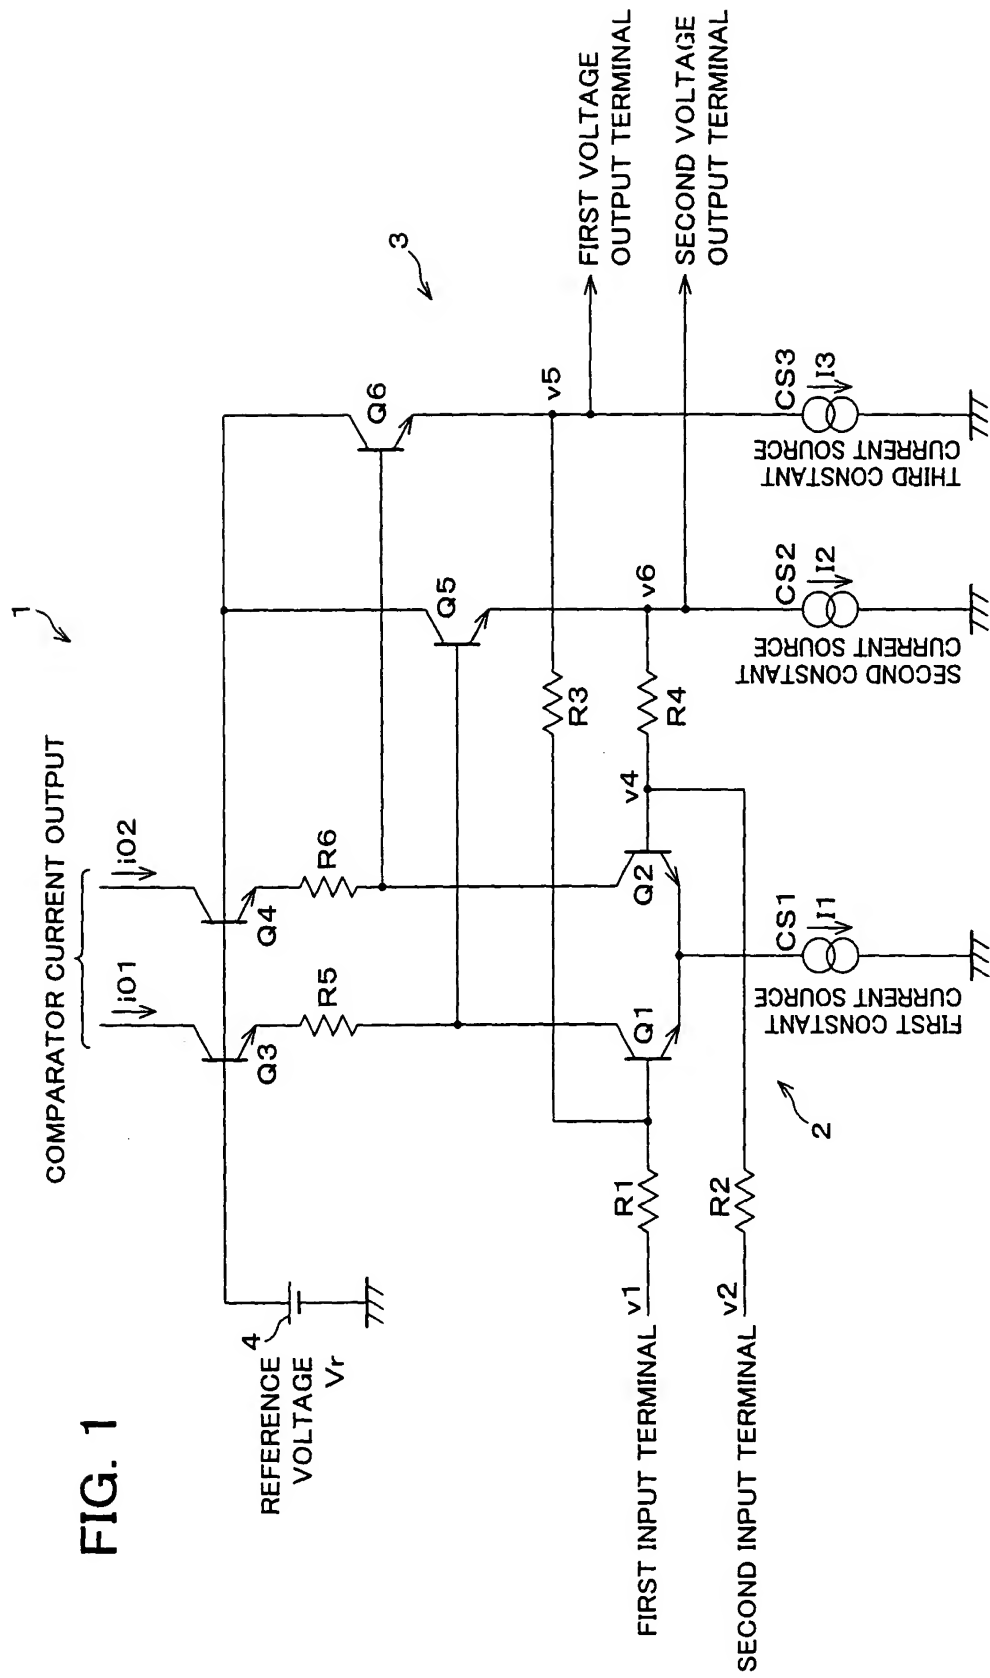 FIG. 1
1
COMPARATOR CURRENT OUTPUT
iO1
iO2
Q3
Q4
R5
R6
4
REFERENCE
VOLTAGE
Vr
Q5
Q6
3
R3
R4
v5
v6
v4
FIRST VOLTAGE
OUTPUT TERMINAL
SECOND VOLTAGE
OUTPUT TERMINAL
FIRST INPUT TERMINAL
v1
R1
Q1
Q2
SECOND INPUT TERMINAL
v2
R2
2
CS1
I1
FIRST CONSTANT
CURRENT SOURCE
CS2
I2
SECOND CONSTANT
CURRENT SOURCE
CS3
I3
THIRD CONSTANT
CURRENT SOURCE